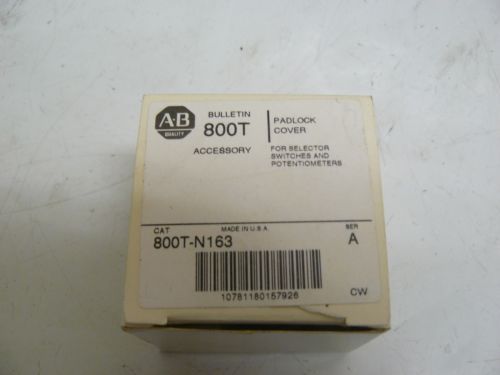 A-B
QUALITY
BULLETIN
800T
ACCESSORY
PADLOCK
COVER
FOR SELECTOR
SWITCHES AND
POTENTIOMETERS
CAT
MADE IN U.S.A.
SER
800T-N163
A
10781180157926
CW